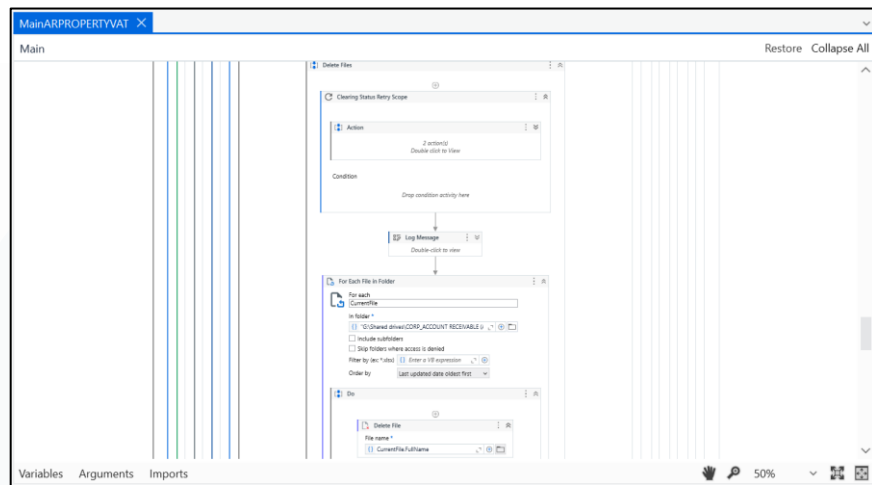 MainARPROPERTYVAT
Main Restore Collapse All
Delete Files
Clearing Status Retry Scope
Action
2 action(s)
Double-click to View
Condition
Drop condition activity here
Log Message
Double-click to view
For Each File in Folder
For each
CurrentFile
In folder *
"G:\Shared drives\CORP_ACCOUNT RECEIVABLE
Include subfolders
Skip folders where access is denied
Filter by (ex: *.xlsx) Enter a VB expression
Order by Last updated date oldest first
Do
Delete File
File name *
CurrentFile.FullName
Variables Arguments Imports 50%